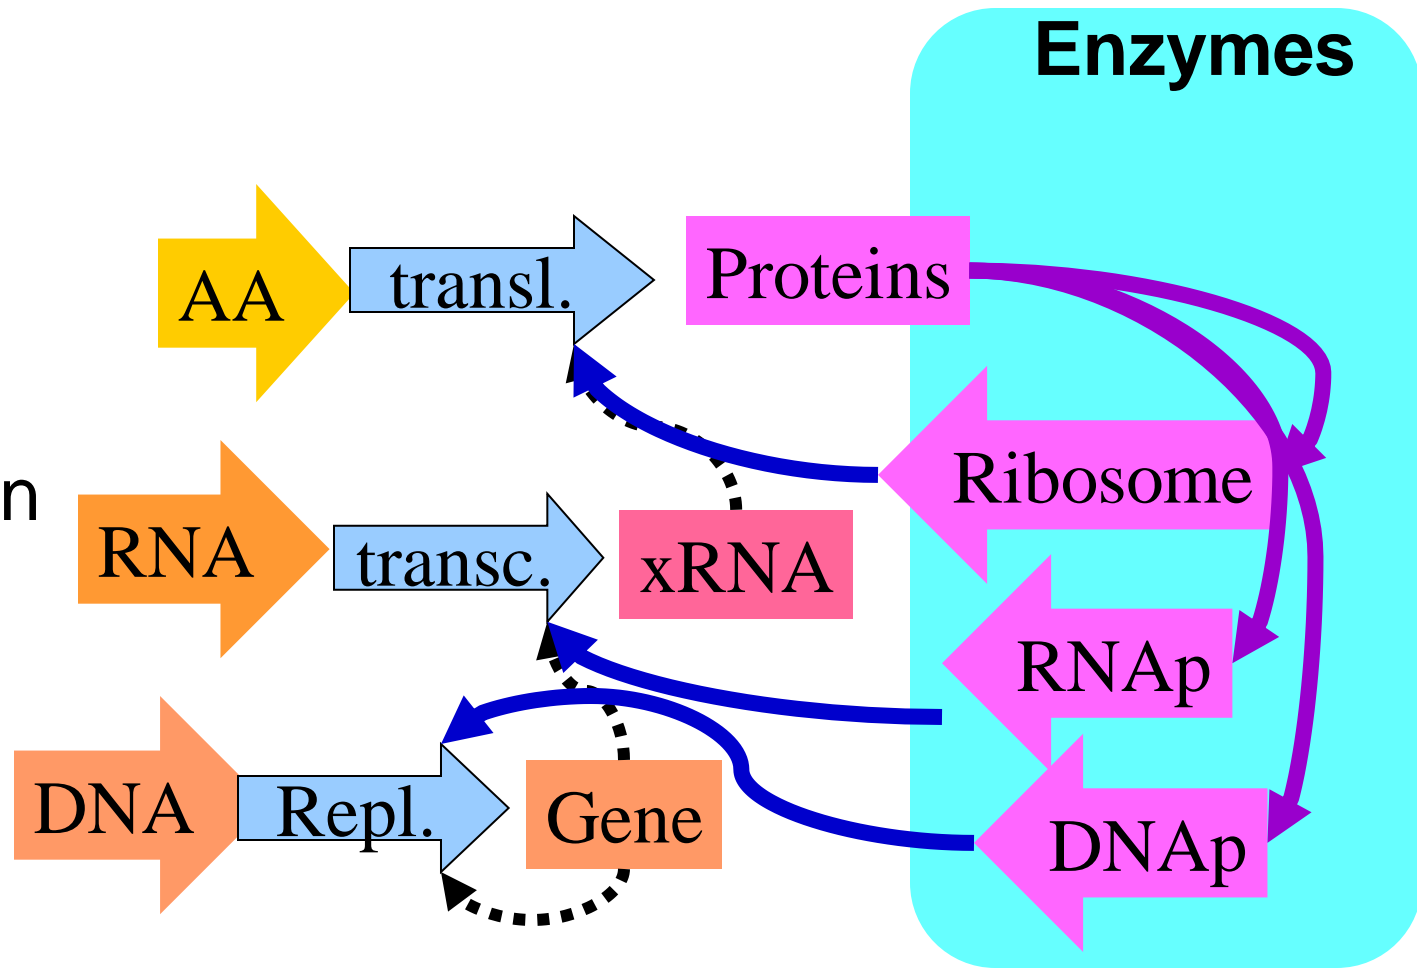 Enzymes
AA
transl.
Proteins
Ribosome
n
RNA
transc.
xRNA
RNAp
DNA
Repl.
Gene
DNAp